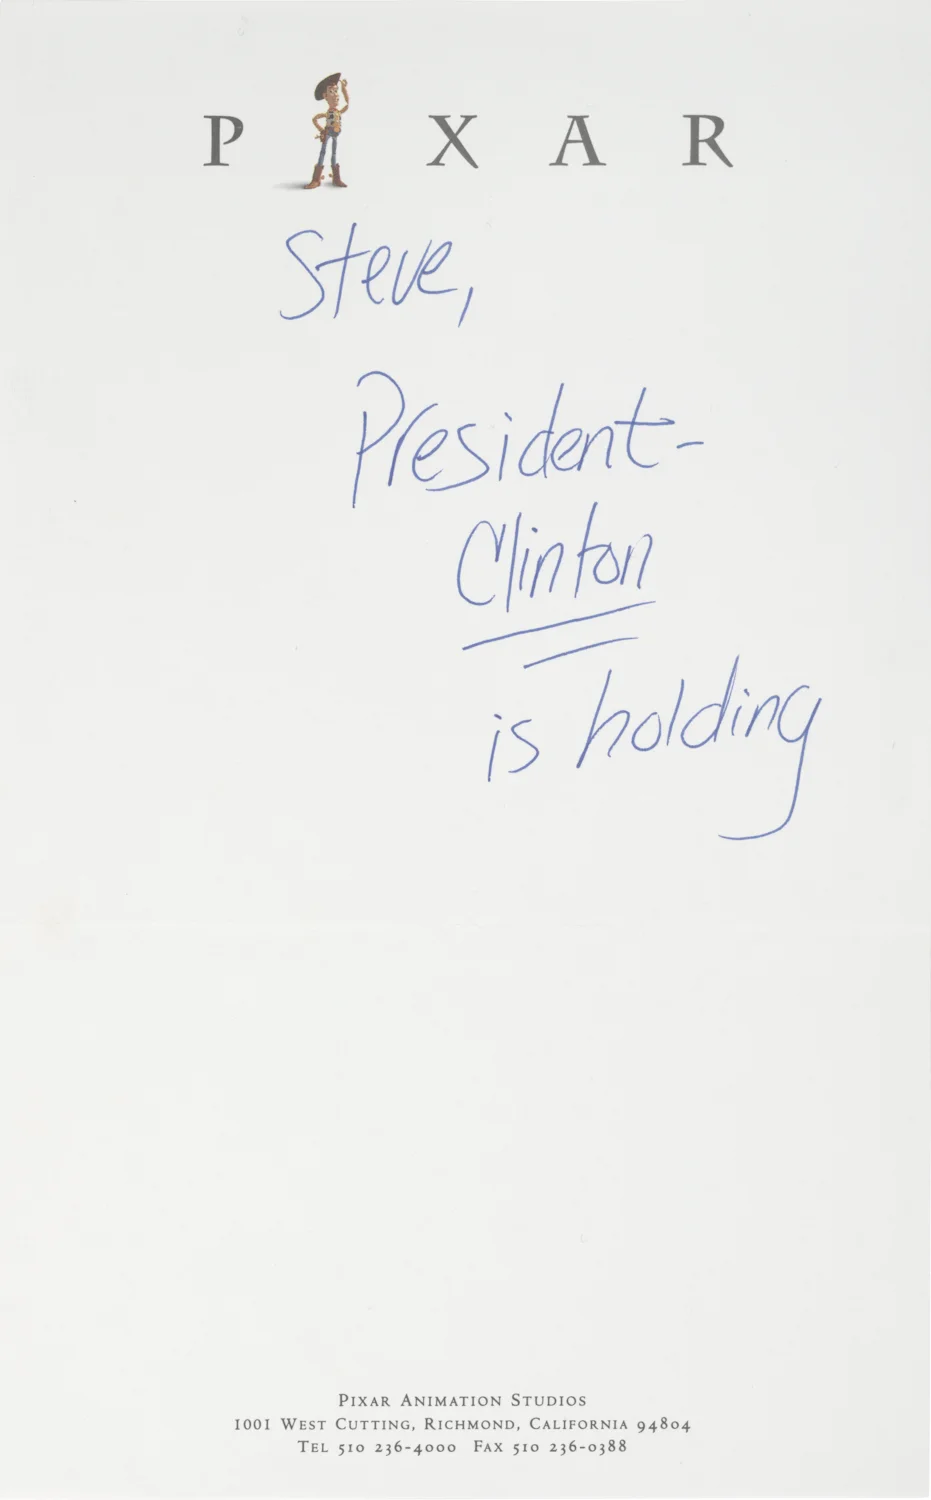 P X A R
Steve,
President-
Clinton
is holding
PIXAR ANIMATION STUDIOS
1001 WEST CUTTING, RICHMOND, CALIFORNIA 94804
TEL 510 236-4000 FAX 510 236-0388